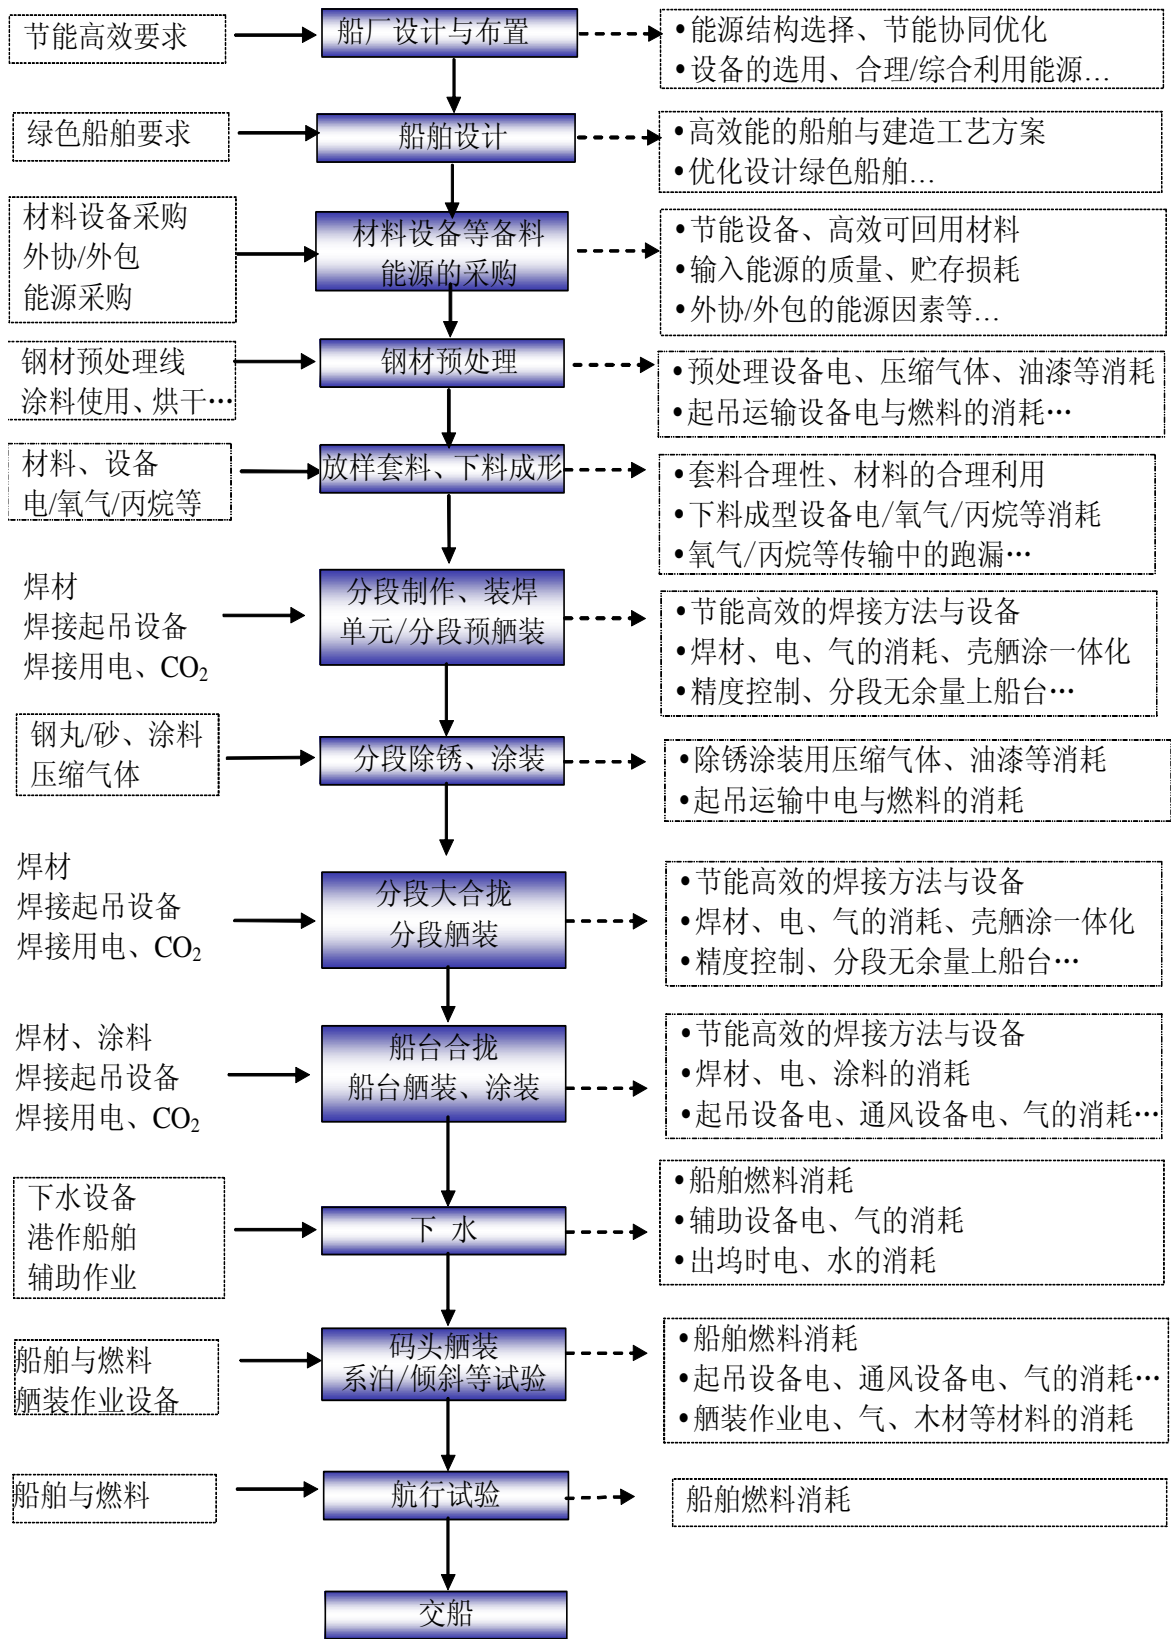 节能高效要求
船厂设计与布置
•能源结构选择、节能协同优化
•设备的选用、合理/综合利用能源…
绿色船舶要求
船舶设计
•高效能的船舶与建造工艺方案
•优化设计绿色船舶…
材料设备采购
外协/外包
能源采购
材料设备等备料
能源的采购
•节能设备、高效可回用材料
•输入能源的质量、贮存损耗
•外协/外包的能源因素等…
钢材预处理线
涂料使用、烘干…
钢材预处理
•预处理设备电、压缩气体、油漆等消耗
•起吊运输设备电与燃料的消耗…
材料、设备
电/氧气/丙烷等
放样套料、下料成形
•套料合理性、材料的合理利用
•下料成型设备电/氧气/丙烷等消耗
•氧气/丙烷等传输中的跑漏…
焊材
焊接起吊设备
焊接用电、CO₂
分段制作、装焊
单元/分段预舾装
•节能高效的焊接方法与设备
•焊材、电、气的消耗、壳舾涂一体化
•精度控制、分段无余量上船台…
钢丸/砂、涂料
压缩气体
分段除锈、涂装
•除锈涂装用压缩气体、油漆等消耗
•起吊运输中电与燃料的消耗
焊材
焊接起吊设备
焊接用电、CO₂
分段大合拢
分段舾装
•节能高效的焊接方法与设备
•焊材、电、气的消耗、壳舾涂一体化
•精度控制、分段无余量上船台…
焊材、涂料
焊接起吊设备
焊接用电、CO₂
船台合拢
船台舾装、涂装
•节能高效的焊接方法与设备
•焊材、电、涂料的消耗
•起吊设备电、通风设备电、气的消耗…
下水设备
港作船舶
辅助作业
下 水
•船舶燃料消耗
•辅助设备电、气的消耗
•出坞时电、水的消耗
船舶与燃料
舾装作业设备
码头舾装
系泊/倾斜等试验
•船舶燃料消耗
•起吊设备电、通风设备电、气的消耗…
•舾装作业电、气、木材等材料的消耗
船舶与燃料
航行试验
船舶燃料消耗
交船